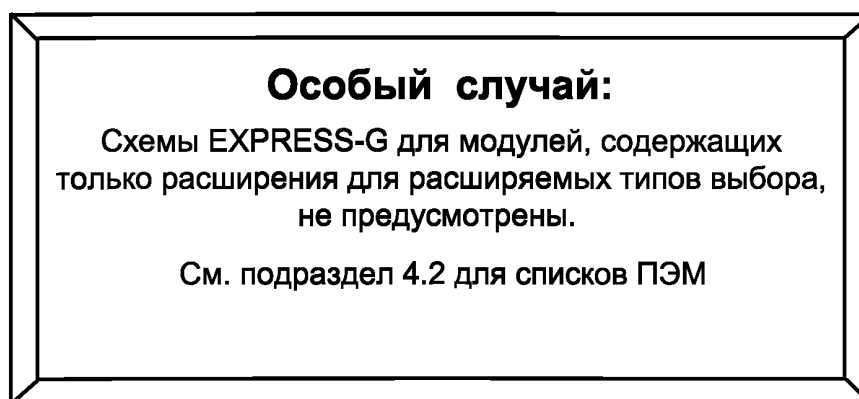 Особый случай:
Схемы EXPRESS-G для модулей, содержащих
только расширения для расширяемых типов выбора,
не предусмотрены.
См. подраздел 4.2 для списков ПЭМ